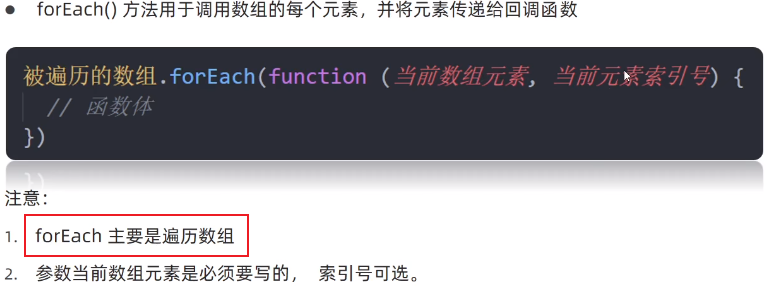 ● forEach() 方法用于调用数组的每个元素，并将元素传递给回调函数
被遍历的数组.forEach(function (当前数组元素, 当前元素索引号) {
// 函数体
})
注意：
1. forEach 主要是遍历数组
2. 参数当前数组元素是必须要写的， 索引号可选。